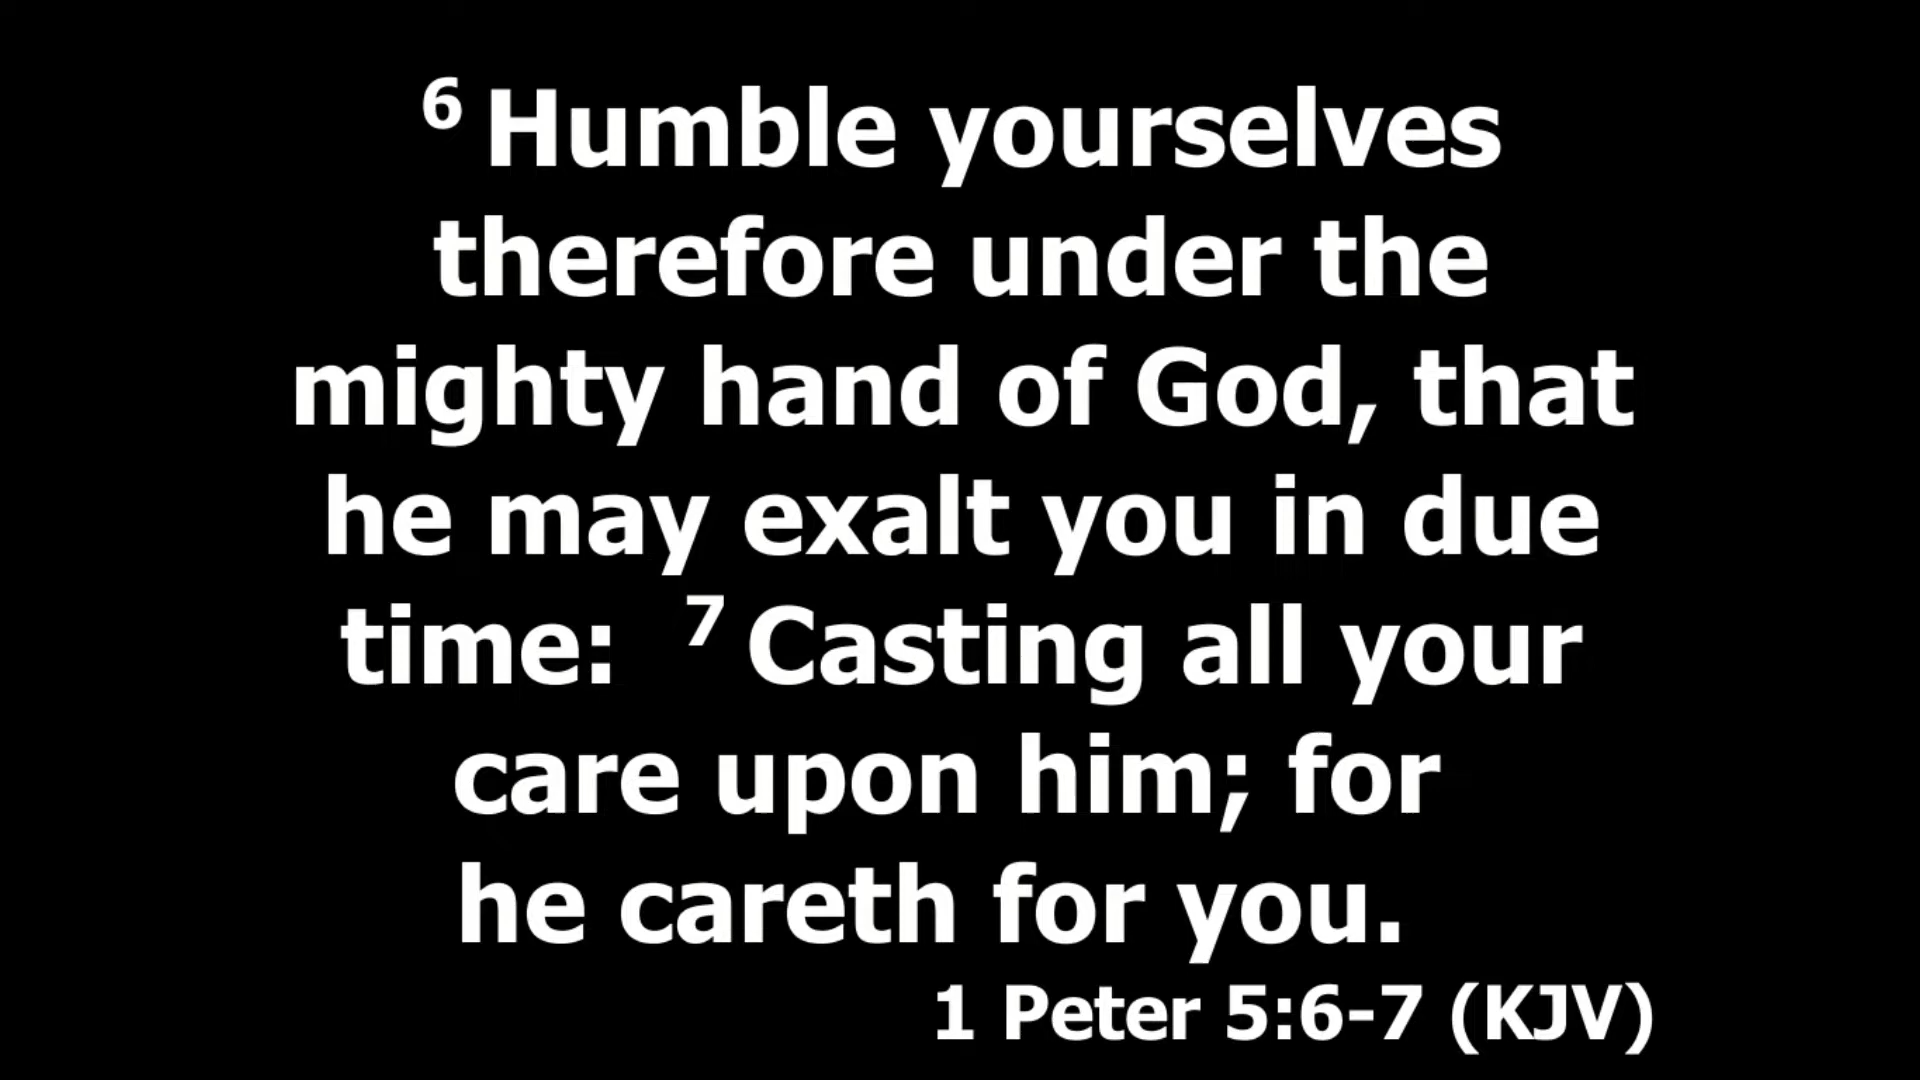 6 Humble yourselves
therefore under the
mighty hand of God, that
he may exalt you in due
time: 7 Casting all your
care upon him; for
he careth for you.
1 Peter 5:6-7 (KJV)